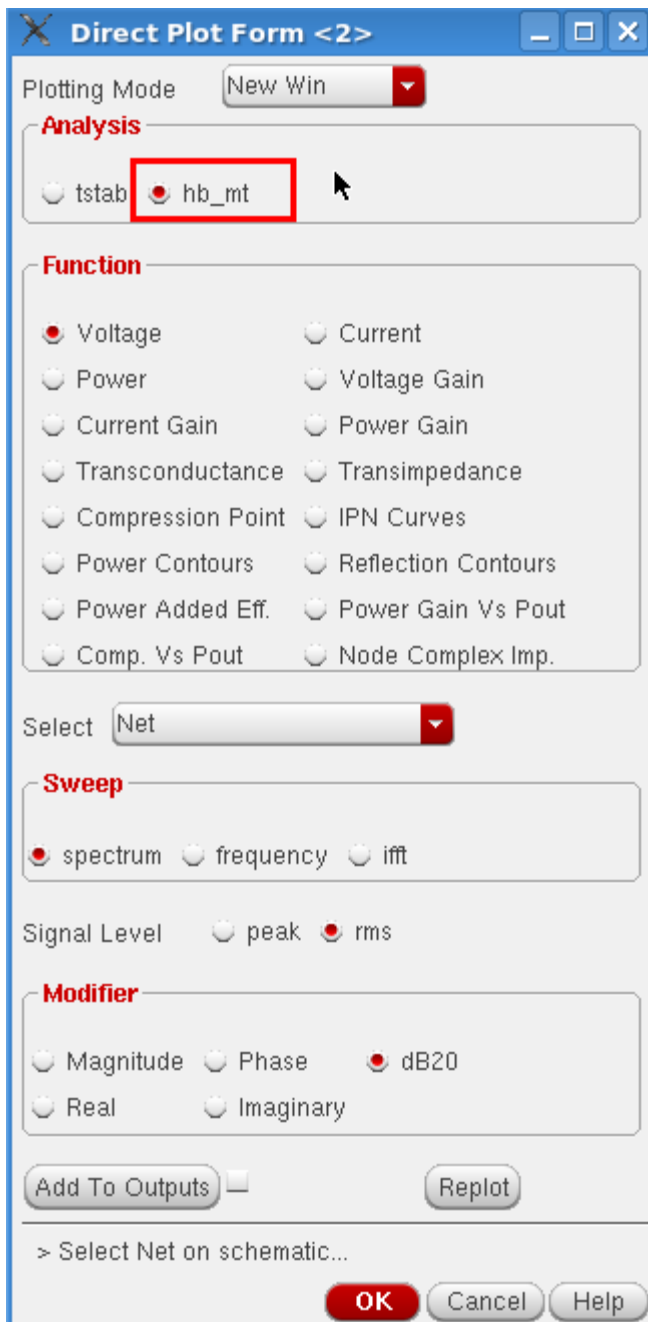 Direct Plot Form <2>
Plotting Mode New Win
Analysis
tstab hb_mt
Function
Voltage Current
Power Voltage Gain
Current Gain Power Gain
Transconductance Transimpedance
Compression Point IPN Curves
Power Contours Reflection Contours
Power Added Eff. Power Gain Vs Pout
Comp. Vs Pout Node Complex Imp.
Select Net
Sweep
spectrum frequency ifft
Signal Level peak rms
Modifier
Magnitude Phase dB20
Real Imaginary
Add To Outputs Replot
> Select Net on schematic...
OK Cancel Help